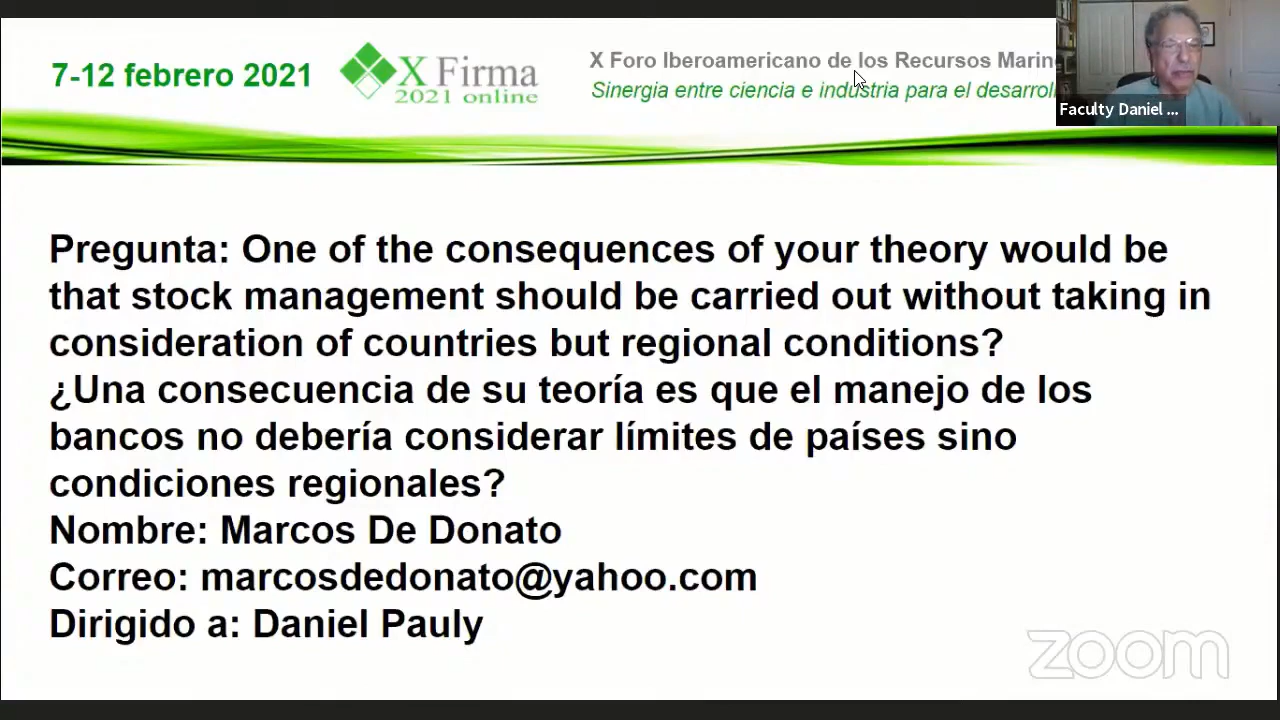 7-12 febrero 2021
X Firma
2021 online
X Foro Iberoamericano de los Recursos
Sinergia entre ciencia e industria para el
Faculty Daniel ...
Pregunta: One of the consequences of your theory would be
that stock management should be carried out without taking in
consideration of countries but regional conditions?
¿Una consecuencia de su teoría es que el manejo de los
bancos no debería considerar límites de países sino
condiciones regionales?
Nombre: Marcos De Donato
Correo: marcosdedonato@yahoo.com
Dirigido a: Daniel Pauly
zoom